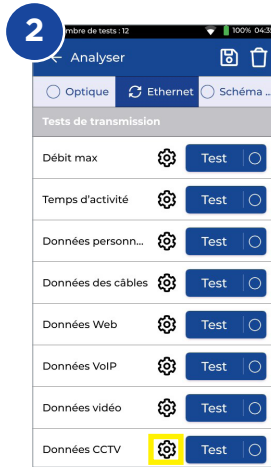 2
mbre de tests : 12
100% 04:35
Analyser
Optique
Ethernet
Schéma ..
Tests de transmission
Débit max
Test
Temps d'activité
Test
Données personn...
Test
Données des câbles
Test
Données Web
Test
Données VoIP
Test
Données vidéo
Test
Données CCTV
Test